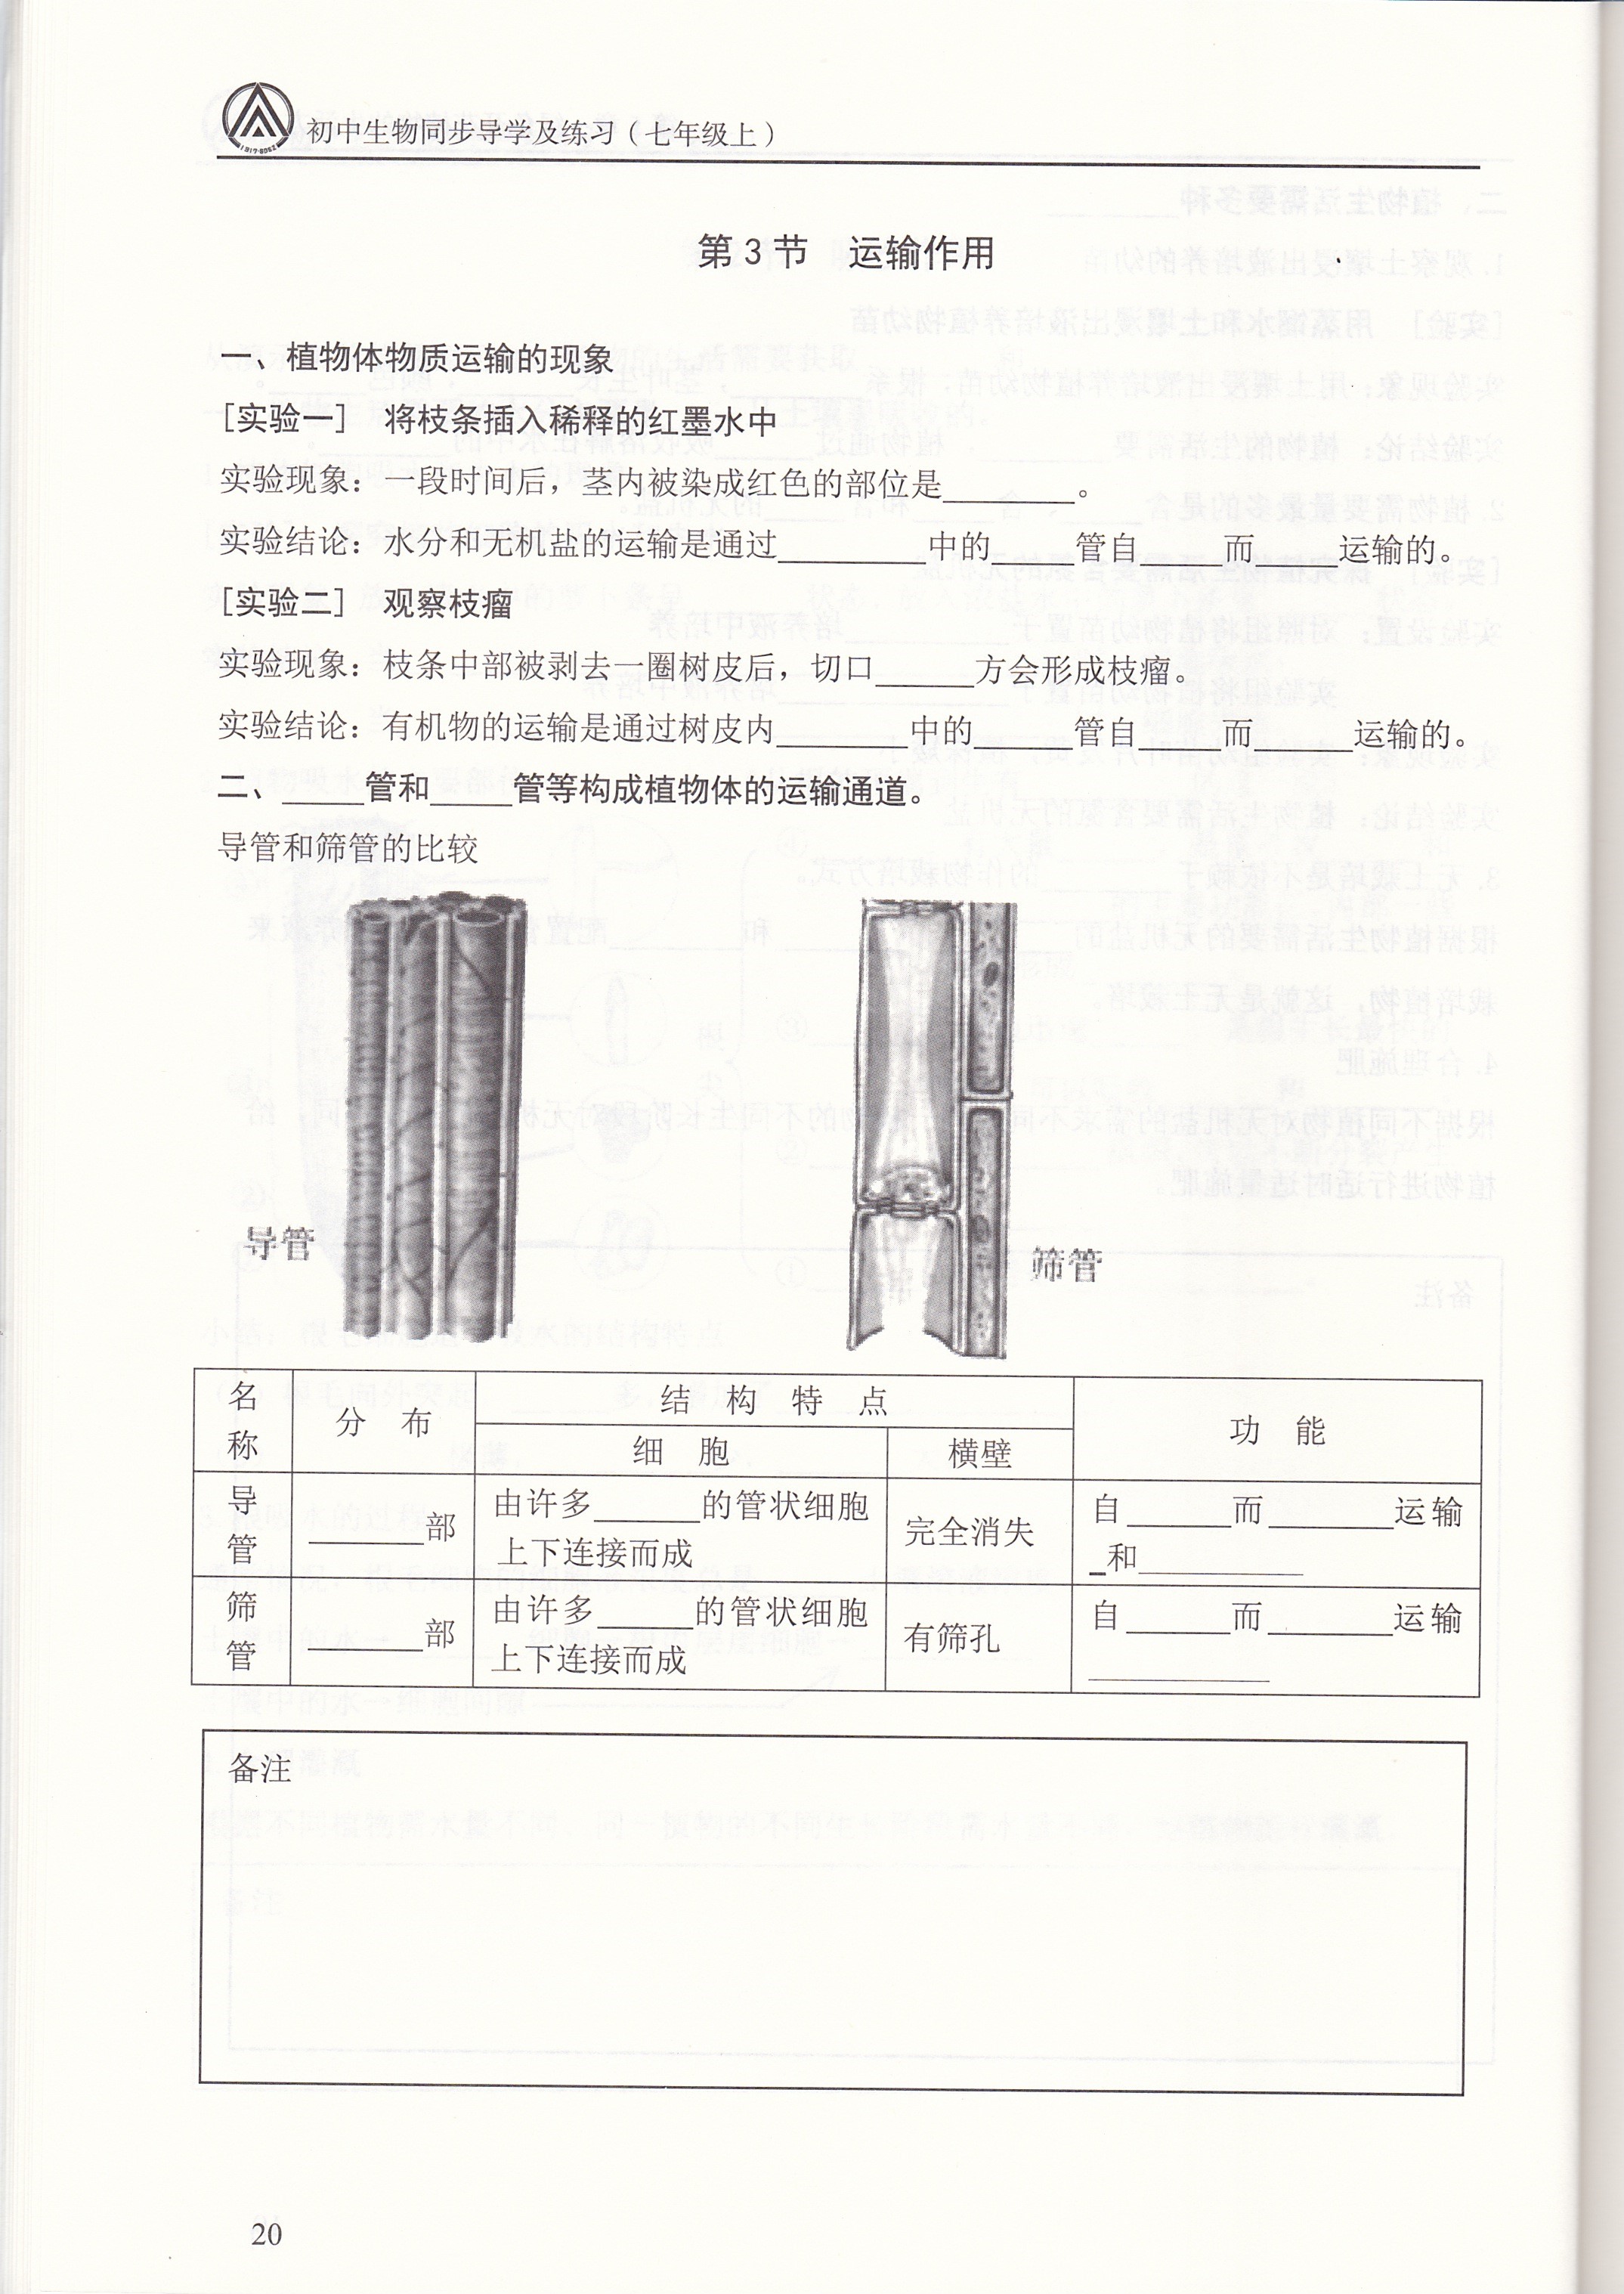 初中生物同步导学及练习（七年级上）
第3节　运输作用
一、植物体物质运输的现象
［实验一］　将枝条插入稀释的红墨水中
实验现象：一段时间后，茎内被染成红色的部位是________。
实验结论：水分和无机盐的运输是通过_________中的_____管自_____而_____运输的。
［实验二］　观察枝瘤
实验现象：枝条中部被剥去一圈树皮后，切口______方会形成枝瘤。
实验结论：有机物的运输是通过树皮内________中的______管自_____而______运输的。
二、_____管和_____管等构成植物体的运输通道。
导管和筛管的比较
导管
筛管
名称　分　布　结　构　特　点　功　能
细　胞　横壁
导管　_______部　由许多______的管状细胞上下连接而成　完全消失　自______而_______运输_和_________
筛管　_______部　由许多______的管状细胞上下连接而成　有筛孔　自_____而_______运输__________
备注
20